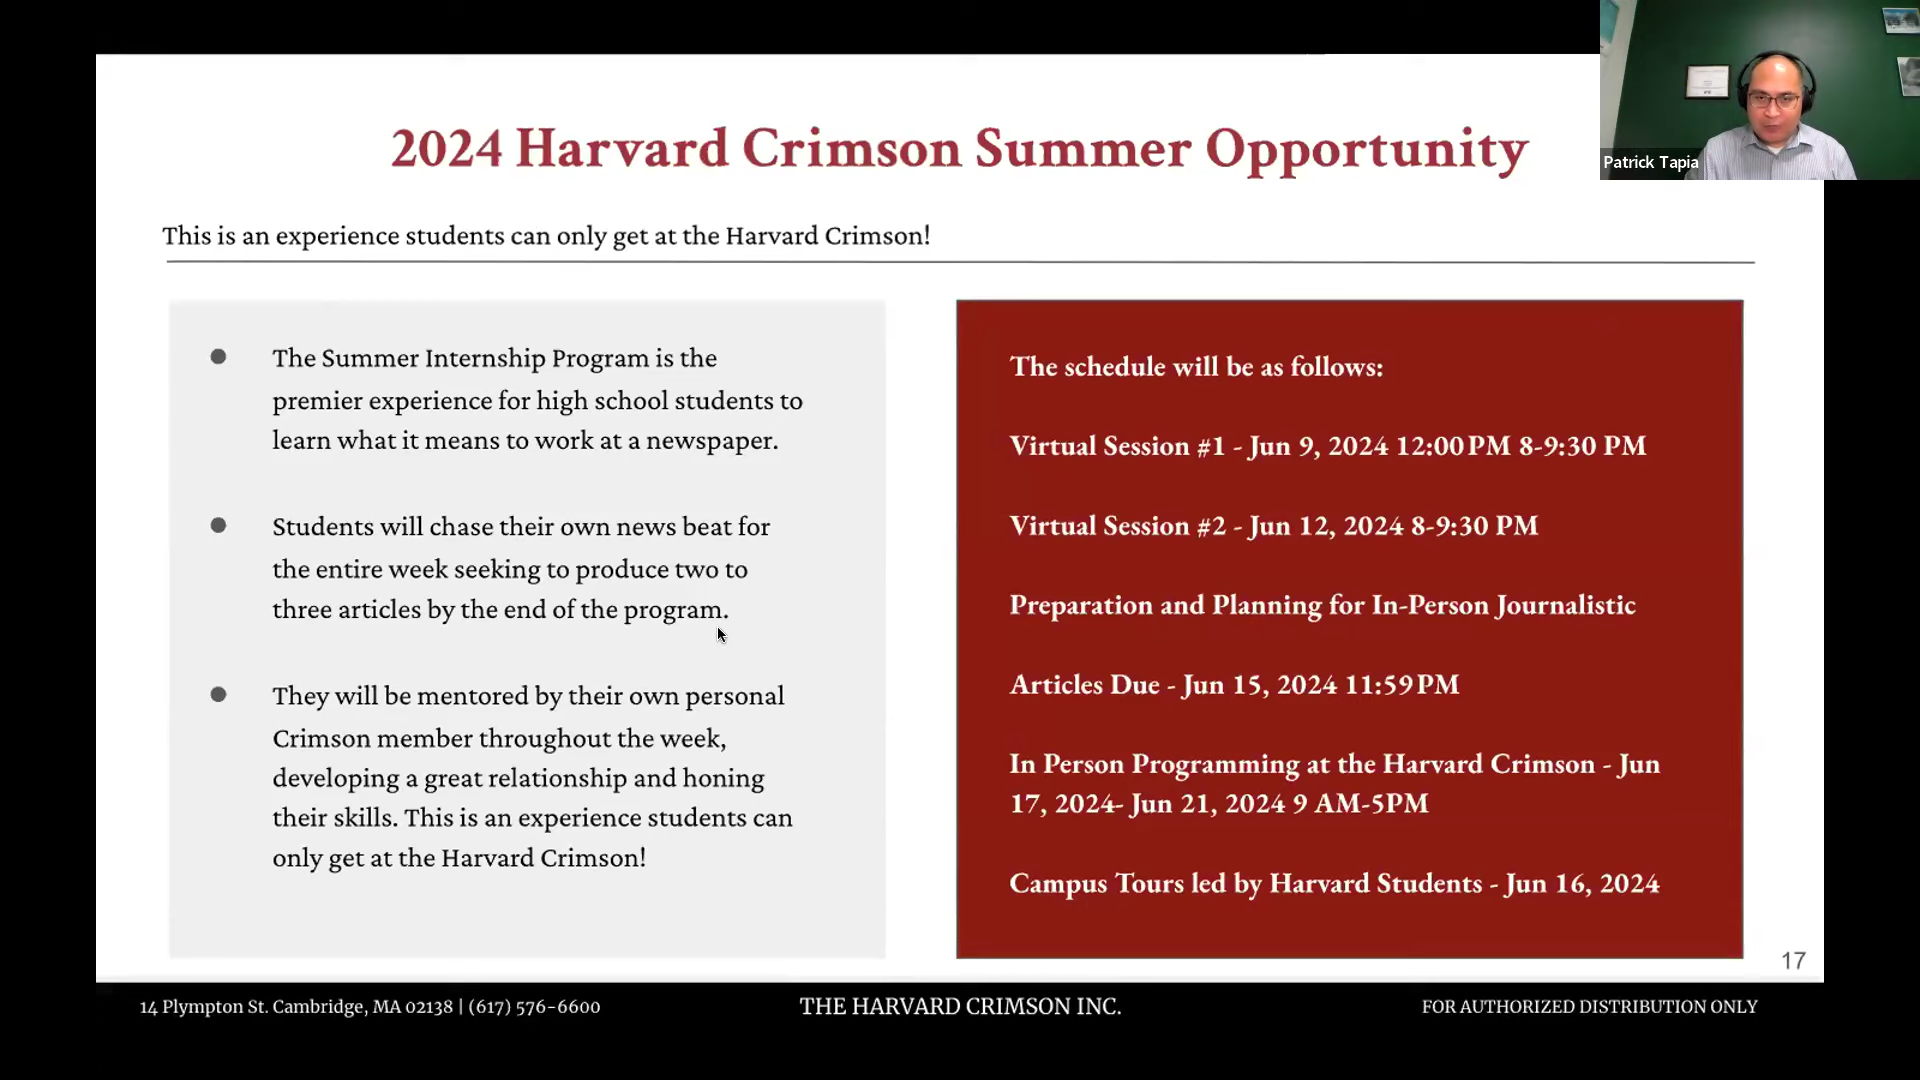 2024 Harvard Crimson Summer Opportunity
Patrick Tapia
This is an experience students can only get at the Harvard Crimson!
● The Summer Internship Program is the
premier experience for high school students to
learn what it means to work at a newspaper.
● Students will chase their own news beat for
the entire week seeking to produce two to
three articles by the end of the program.
● They will be mentored by their own personal
Crimson member throughout the week,
developing a great relationship and honing
their skills. This is an experience students can
only get at the Harvard Crimson!
The schedule will be as follows:
Virtual Session #1 - Jun 9, 2024 12:00PM 8-9:30 PM
Virtual Session #2 - Jun 12, 2024 8-9:30 PM
Preparation and Planning for In-Person Journalistic
Articles Due - Jun 15, 2024 11:59PM
In Person Programming at the Harvard Crimson - Jun
17, 2024- Jun 21, 2024 9 AM-5PM
Campus Tours led by Harvard Students - Jun 16, 2024
17
14 Plympton St. Cambridge, MA 02138 | (617) 576-6600
THE HARVARD CRIMSON INC.
FOR AUTHORIZED DISTRIBUTION ONLY